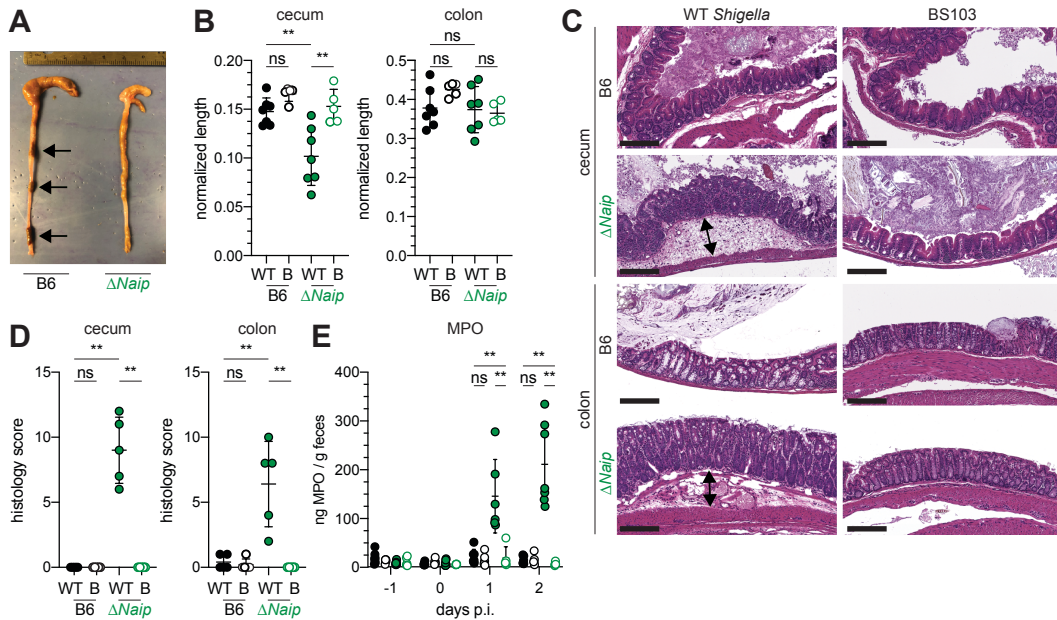 A
B6
ΔNaip
B
cecum
**
ns
**
normalized length
0.20
0.15
0.10
0.05
0.00
WT B WT B
B6 ΔNaip
colon
ns
ns
ns
normalized length
0.5
0.4
0.3
0.2
0.1
0.0
WT B WT B
B6 ΔNaip
C
WT Shigella
BS103
B6
ΔNaip
cecum
B6
ΔNaip
colon
D
cecum
**
ns
**
histology score
15
10
5
0
WT B WT B
B6 ΔNaip
colon
**
ns
**
histology score
15
10
5
0
WT B WT B
B6 ΔNaip
E
MPO
** **
ns ** ns **
ng MPO / g feces
400
300
200
100
50
0
-1 0 1 2
days p.i.